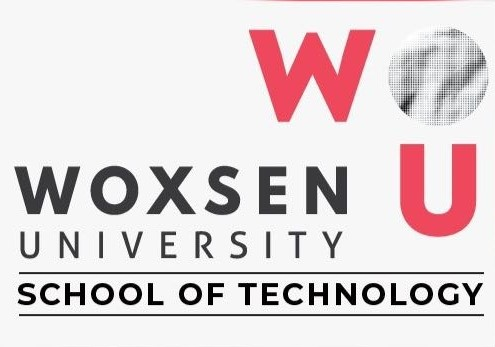 W
U
WOXSEN
UNIVERSITY
SCHOOL OF TECHNOLOGY